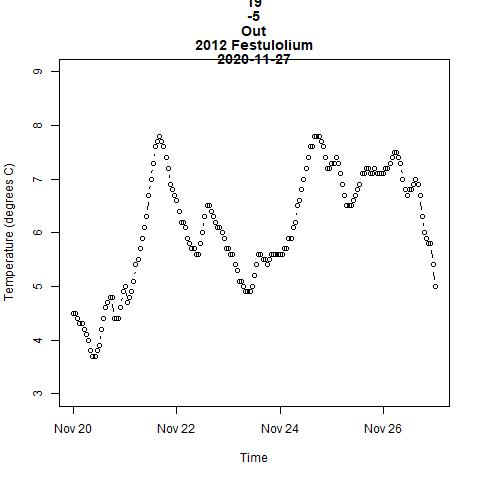 19
-5
Out
2012 Festulolium
2020-11-27
Temperature (degrees C)
9
8
7
6
5
4
3
Nov 20
Nov 22
Nov 24
Nov 26
Time